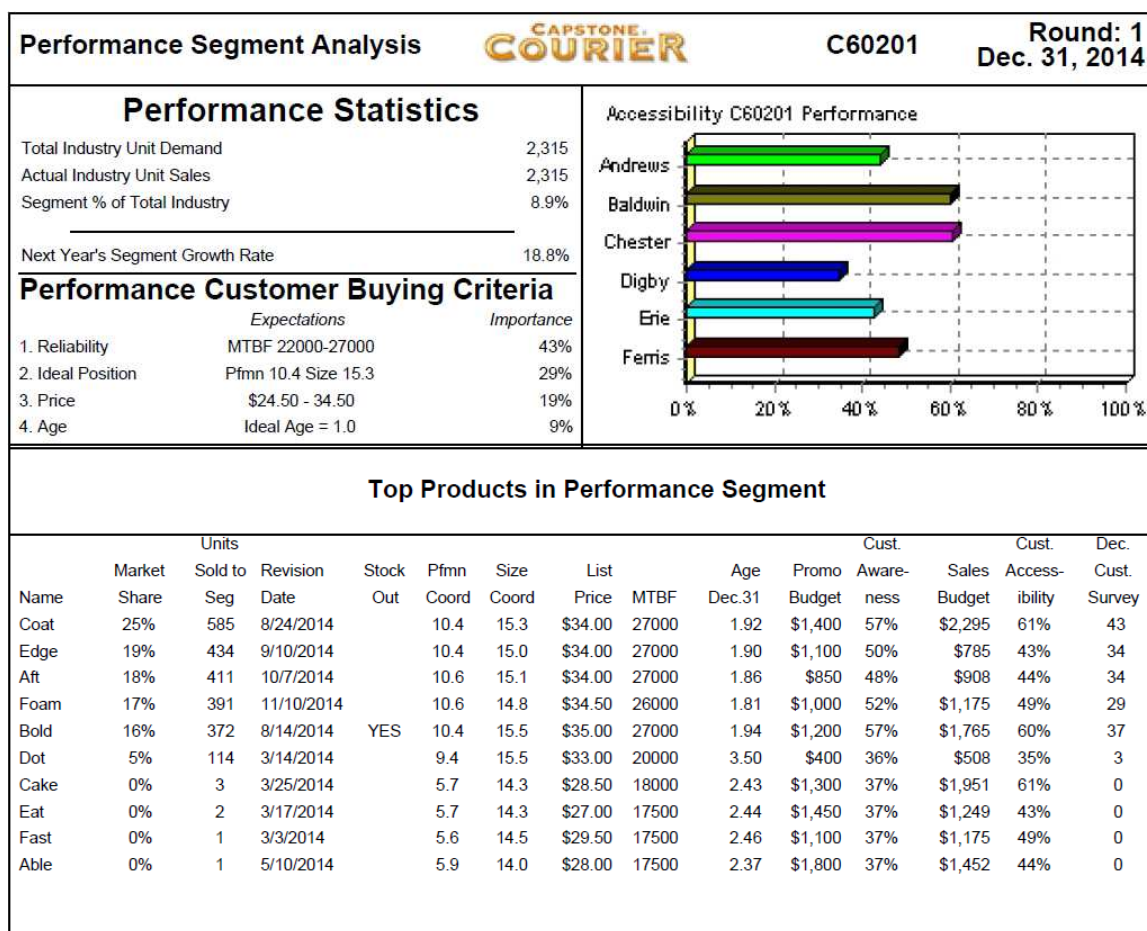 Performance Segment Analysis
CAPSTONE
COURIER
C60201
Round: 1
Dec. 31, 2014
Performance Statistics
Total Industry Unit Demand 2,315
Actual Industry Unit Sales 2,315
Segment % of Total Industry 8.9%
Next Year's Segment Growth Rate 18.8%
Performance Customer Buying Criteria
Expectations Importance
1. Reliability MTBF 22000-27000 43%
2. Ideal Position Pfmn 10.4 Size 15.3 29%
3. Price $24.50 - 34.50 19%
4. Age Ideal Age = 1.0 9%
Accessibility C60201 Performance
Andrews
Baldwin
Chester
Digby
Erie
Ferris
0% 20% 40% 60% 80% 100%
Top Products in Performance Segment
Units Cust. Cust. Dec.
Market Sold to Revision Stock Pfmn Size List Age Promo Aware- Sales Access- Cust.
Name Share Seg Date Out Coord Coord Price MTBF Dec.31 Budget ness Budget ibility Survey
Coat 25% 585 8/24/2014 10.4 15.3 $34.00 27000 1.92 $1,400 57% $2,295 61% 43
Edge 19% 434 9/10/2014 10.4 15.0 $34.00 27000 1.90 $1,100 50% $785 43% 34
Aft 18% 411 10/7/2014 10.6 15.1 $34.00 27000 1.86 $850 48% $908 44% 34
Foam 17% 391 11/10/2014 10.6 14.8 $34.50 26000 1.81 $1,000 52% $1,175 49% 29
Bold 16% 372 8/14/2014 YES 10.4 15.5 $35.00 27000 1.94 $1,200 57% $1,765 60% 37
Dot 5% 114 3/14/2014 9.4 15.5 $33.00 20000 3.50 $400 36% $508 35% 3
Cake 0% 3 3/25/2014 5.7 14.3 $28.50 18000 2.43 $1,300 37% $1,951 61% 0
Eat 0% 2 3/17/2014 5.7 14.3 $27.00 17500 2.44 $1,450 37% $1,249 43% 0
Fast 0% 1 3/3/2014 5.6 14.5 $29.50 17500 2.46 $1,100 37% $1,175 49% 0
Able 0% 1 5/10/2014 5.9 14.0 $28.00 17500 2.37 $1,800 37% $1,452 44% 0